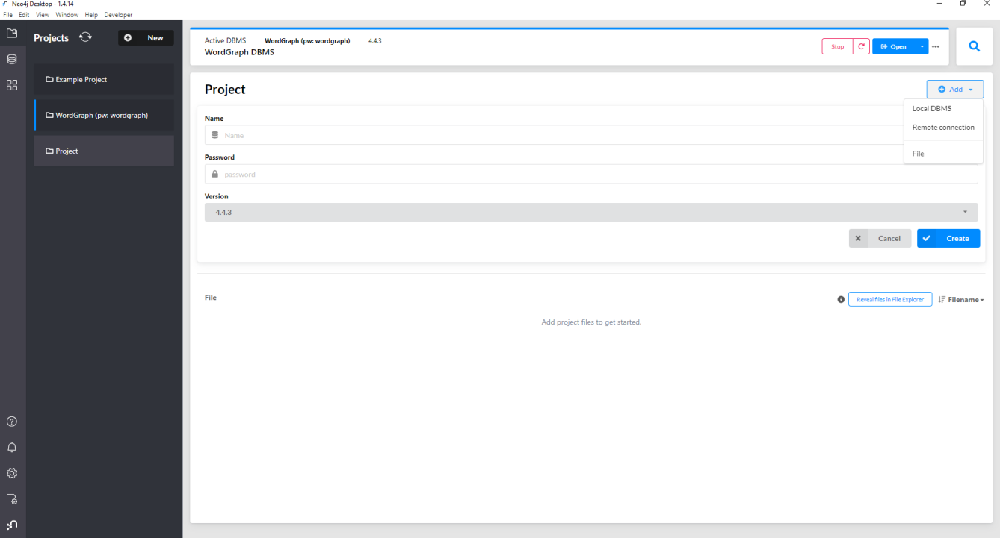 Neo4j Desktop - 1.4.14
File Edit View Window Help Developer
Projects New
Example Project
WordGraph (pw: wordgraph)
Project
Active DBMS WordGraph (pw: wordgraph) 4.4.3
WordGraph DBMS
Stop Open
Project
Add
Local DBMS
Remote connection
File
Name
Name
Password
password
Version
4.4.3
Cancel Create
File
Reveal files in File Explorer Filename
Add project files to get started.